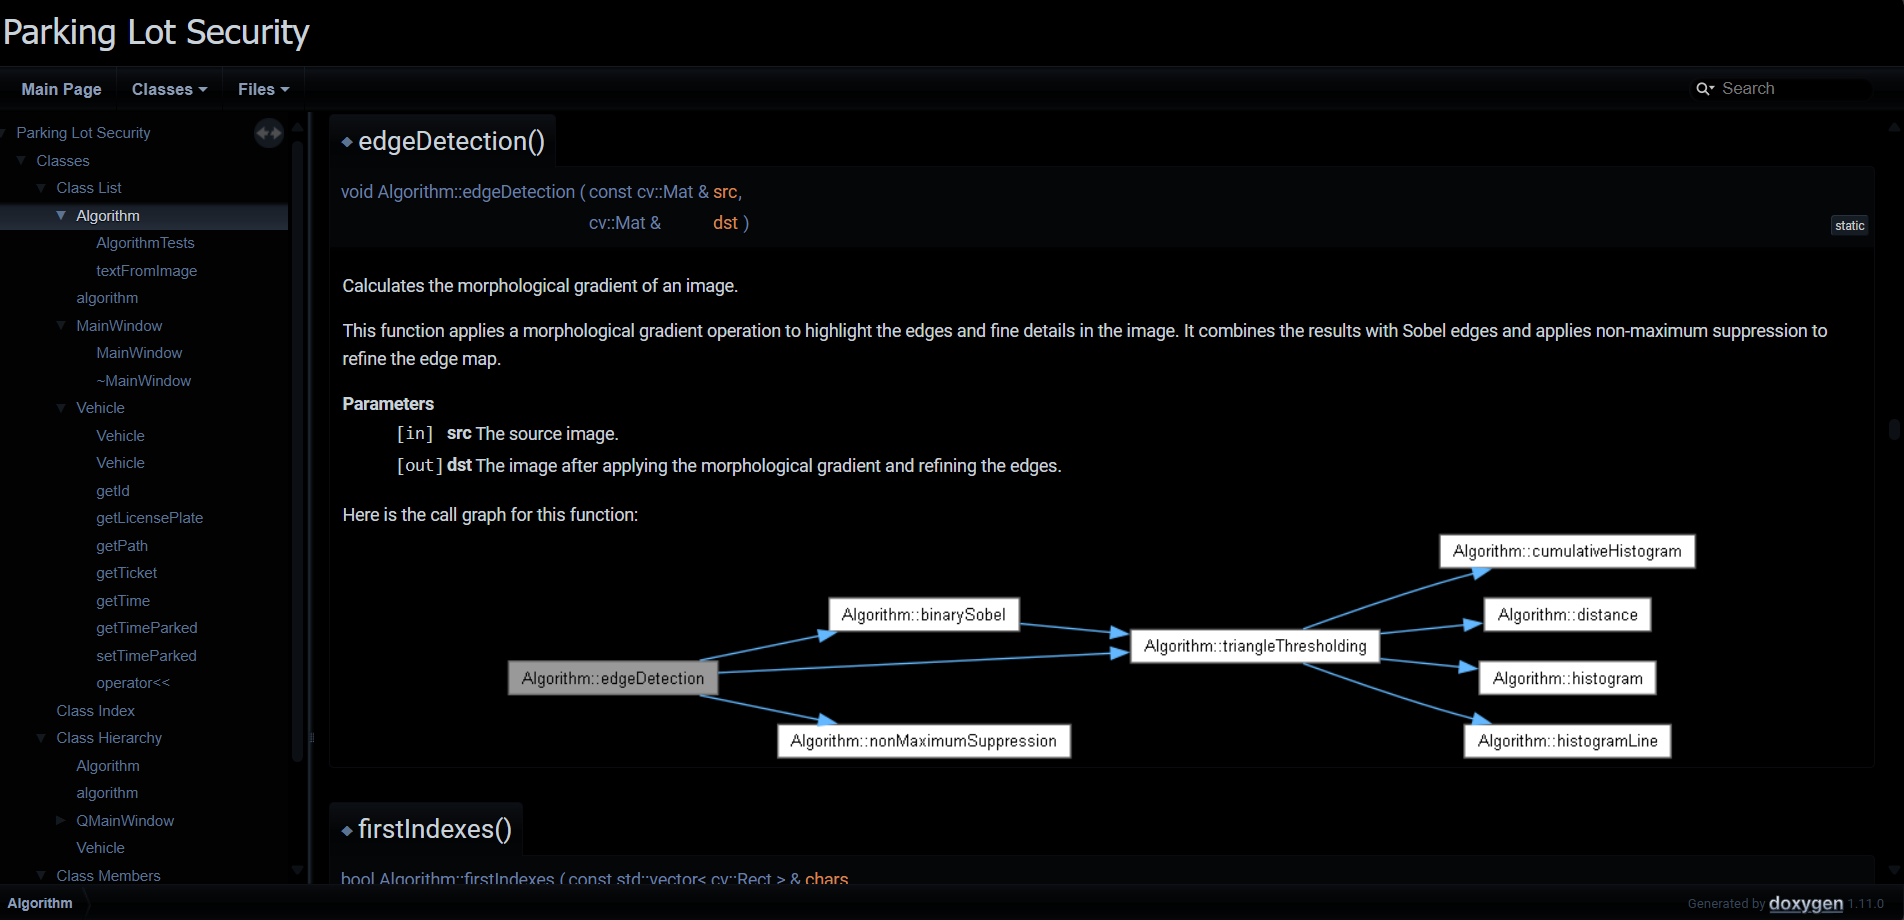 Parking Lot Security
Main Page
Classes
Files
Search
Parking Lot Security
Classes
Class List
Algorithm
AlgorithmTests
textFromImage
algorithm
MainWindow
MainWindow
~MainWindow
Vehicle
Vehicle
Vehicle
getId
getLicensePlate
getPath
getTicket
getTime
getTimeParked
setTimeParked
operator<<
Class Index
Class Hierarchy
Algorithm
algorithm
QMainWindow
Vehicle
Class Members
edgeDetection()
void Algorithm::edgeDetection ( const cv::Mat & src,
cv::Mat & dst )
static
Calculates the morphological gradient of an image.
This function applies a morphological gradient operation to highlight the edges and fine details in the image. It combines the results with Sobel edges and applies non-maximum suppression to
refine the edge map.
Parameters
[in] src The source image.
[out] dst The image after applying the morphological gradient and refining the edges.
Here is the call graph for this function:
Algorithm::edgeDetection
Algorithm::binarySobel
Algorithm::nonMaximumSuppression
Algorithm::triangleThresholding
Algorithm::cumulativeHistogram
Algorithm::distance
Algorithm::histogram
Algorithm::histogramLine
firstIndexes()
bool Algorithm::firstIndexes ( const std::vector< cv::Rect > & chars
Algorithm
Generated by doxygen 1.11.0